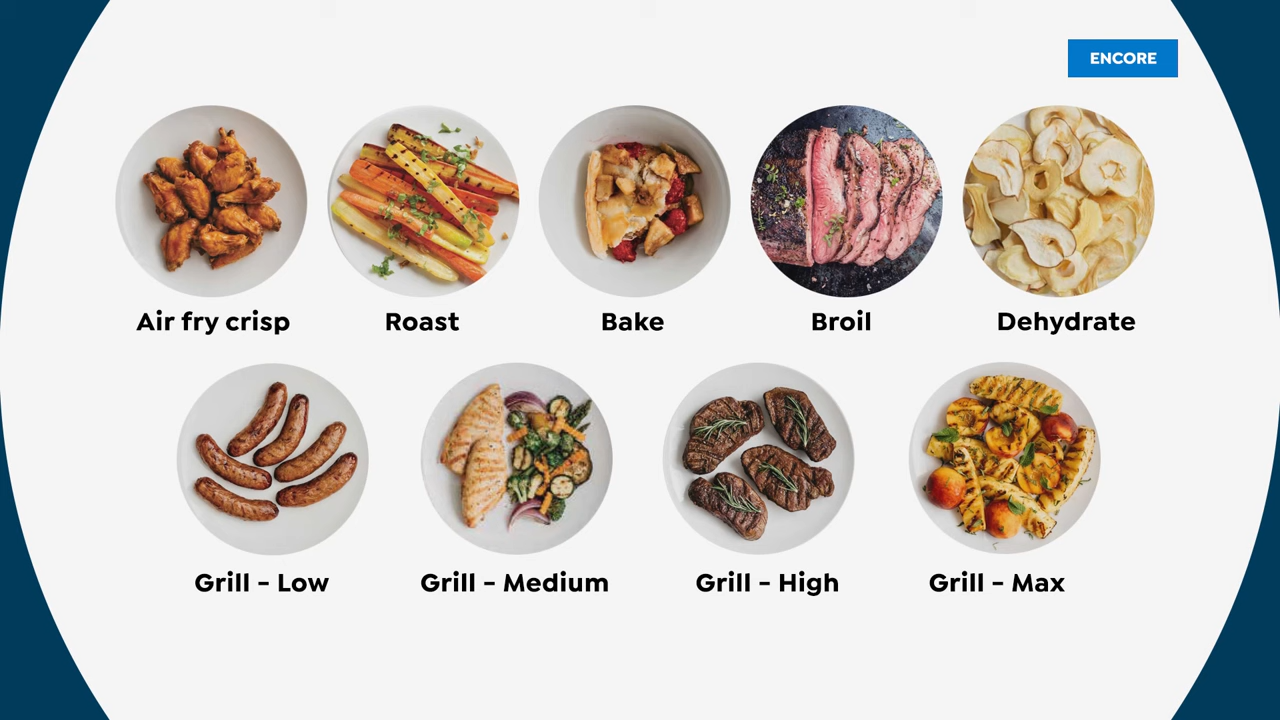 ENCORE
Air fry crisp
Roast
Bake
Broil
Dehydrate
Grill - Low
Grill - Medium
Grill - High
Grill - Max